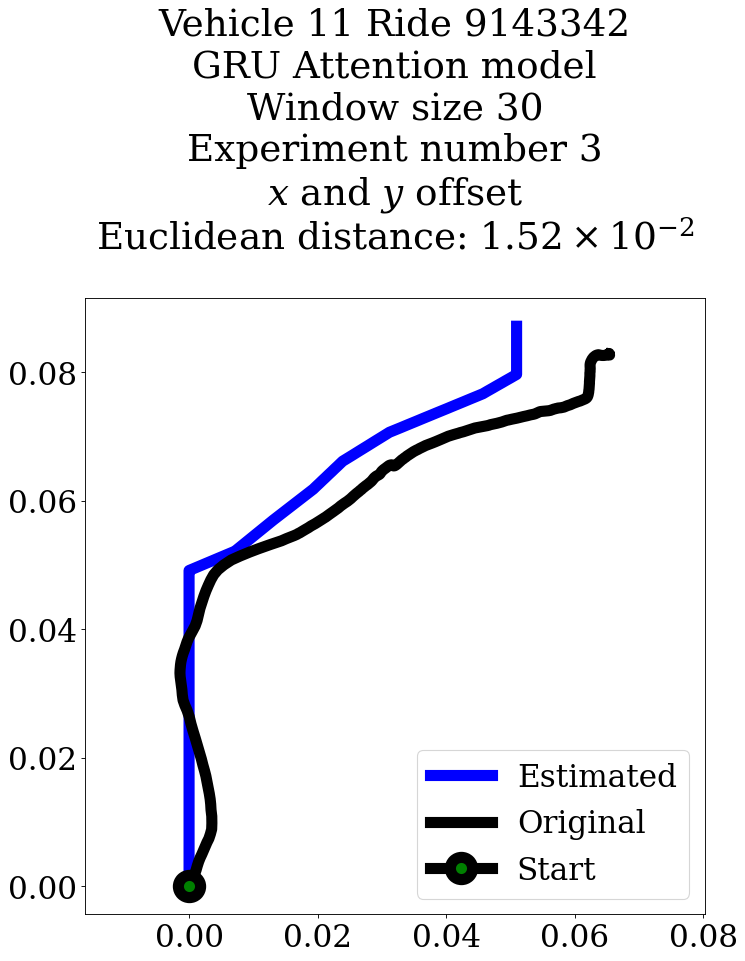 Vehicle 11 Ride 9143342
GRU Attention model
Window size 30
Experiment number 3
x and y offset
Euclidean distance: 1.52 × 10⁻²
0.08
0.06
0.04
0.02
0.00
Estimated
Original
Start
0.00 0.02 0.04 0.06 0.08